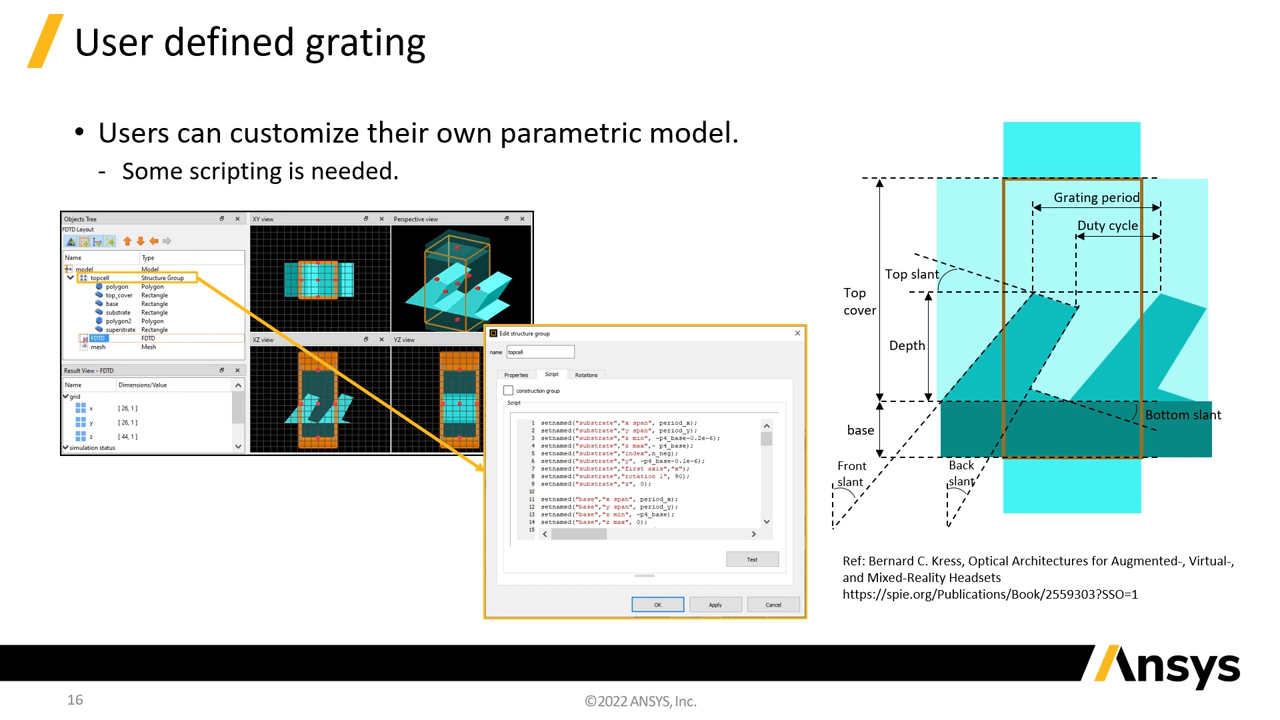 User defined grating
• Users can customize their own parametric model.
- Some scripting is needed.
Objects Tree
FDTD Layout
Name Type
model Model
topcell Structure Group
polygon Polygon
top_cover Rectangle
base Rectangle
substrate Rectangle
polygon2 Polygon
superstrate Rectangle
FDTD FDTD
mesh Mesh
Result View - FDTD
Name Dimensions/Value
grid
x [ 26, 1 ]
y [ 26, 1 ]
z [ 44, 1 ]
simulation status
XY view
Perspective view
XZ view
YZ view
Edit structure group
name topcell
Properties Script Rotations
construction group
Script
1 setnamed("substrate","x span", period_x);
2 setnamed("substrate","y span", period_y);
3 setnamed("substrate","z min", -p4_base-0.2e-6);
4 setnamed("substrate","z max",- p4_base);
5 setnamed("substrate","index",n_neg);
6 setnamed("substrate","y", -p4_base-0.1e-6);
7 setnamed("substrate","first axis","x");
8 setnamed("substrate","rotation 1", 90);
9 setnamed("substrate","z", 0);
10
11 setnamed("base","x span", period_x);
12 setnamed("base","y span", period_y);
13 setnamed("base","z min", -p4_base);
14 setnamed("base","z max", 0);
15
Test
OK Apply Cancel
Grating period
Duty cycle
Top slant
Top
cover
Depth
Bottom slant
base
Front
slant
Back
slant
Ref: Bernard C. Kress, Optical Architectures for Augmented-, Virtual-,
and Mixed-Reality Headsets
https://spie.org/Publications/Book/2559303?SSO=1
Ansys
16
©2022 ANSYS, Inc.